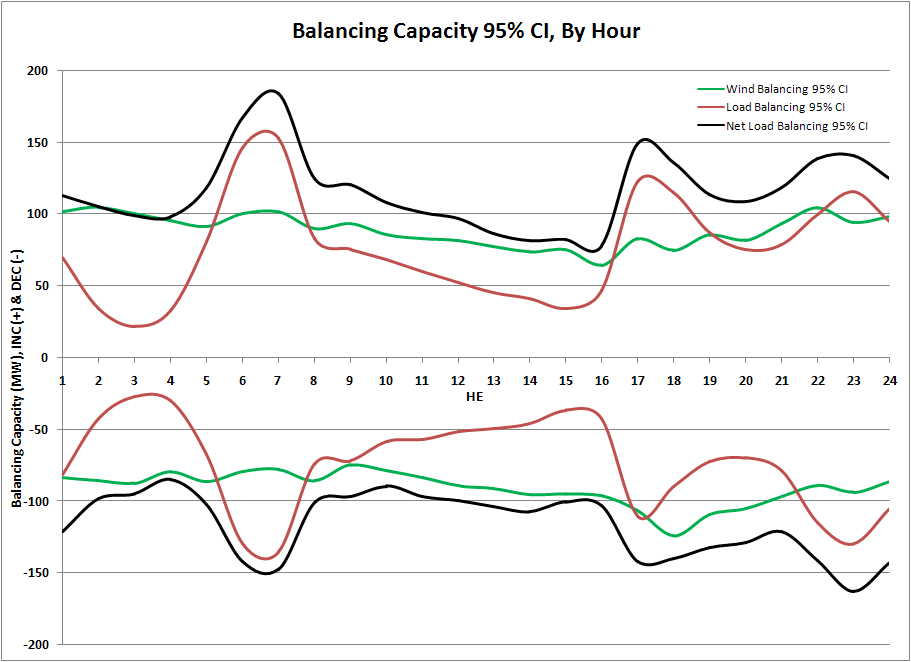 Balancing Capacity 95% CI, By Hour
Balancing Capacity (MW), INC (+) & DEC (-)
200
150
100
50
0
-50
-100
-150
-200
Wind Balancing 95% CI
Load Balancing 95% CI
Net Load Balancing 95% CI
1 2 3 4 5 6 7 8 9 10 11 12 13 14 15 16 17 18 19 20 21 22 23 24
HE